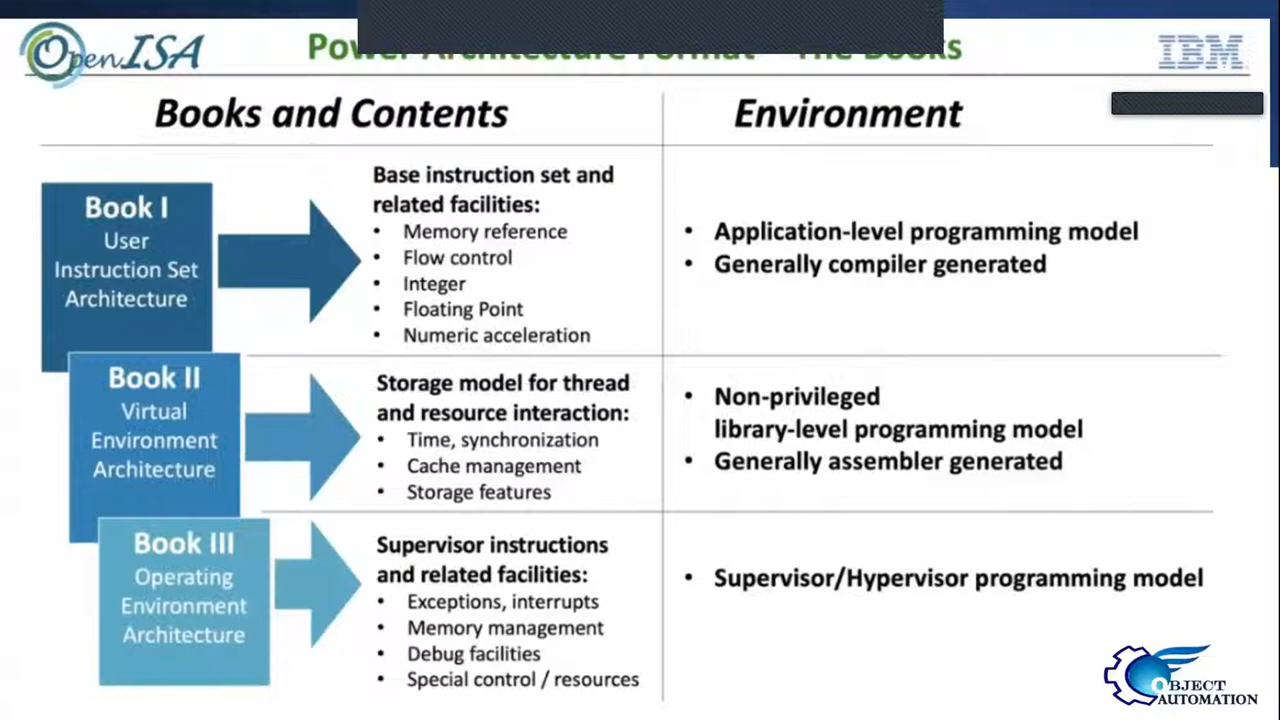 OpenISA
IBM
Books and Contents
Environment
Book I
User
Instruction Set
Architecture
Base instruction set and
related facilities:
• Memory reference
• Flow control
• Integer
• Floating Point
• Numeric acceleration
• Application-level programming model
• Generally compiler generated
Book II
Virtual
Environment
Architecture
Storage model for thread
and resource interaction:
• Time, synchronization
• Cache management
• Storage features
• Non-privileged
library-level programming model
• Generally assembler generated
Book III
Operating
Environment
Architecture
Supervisor instructions
and related facilities:
• Exceptions, interrupts
• Memory management
• Debug facilities
• Special control / resources
• Supervisor/Hypervisor programming model
OBJECT
AUTOMATION